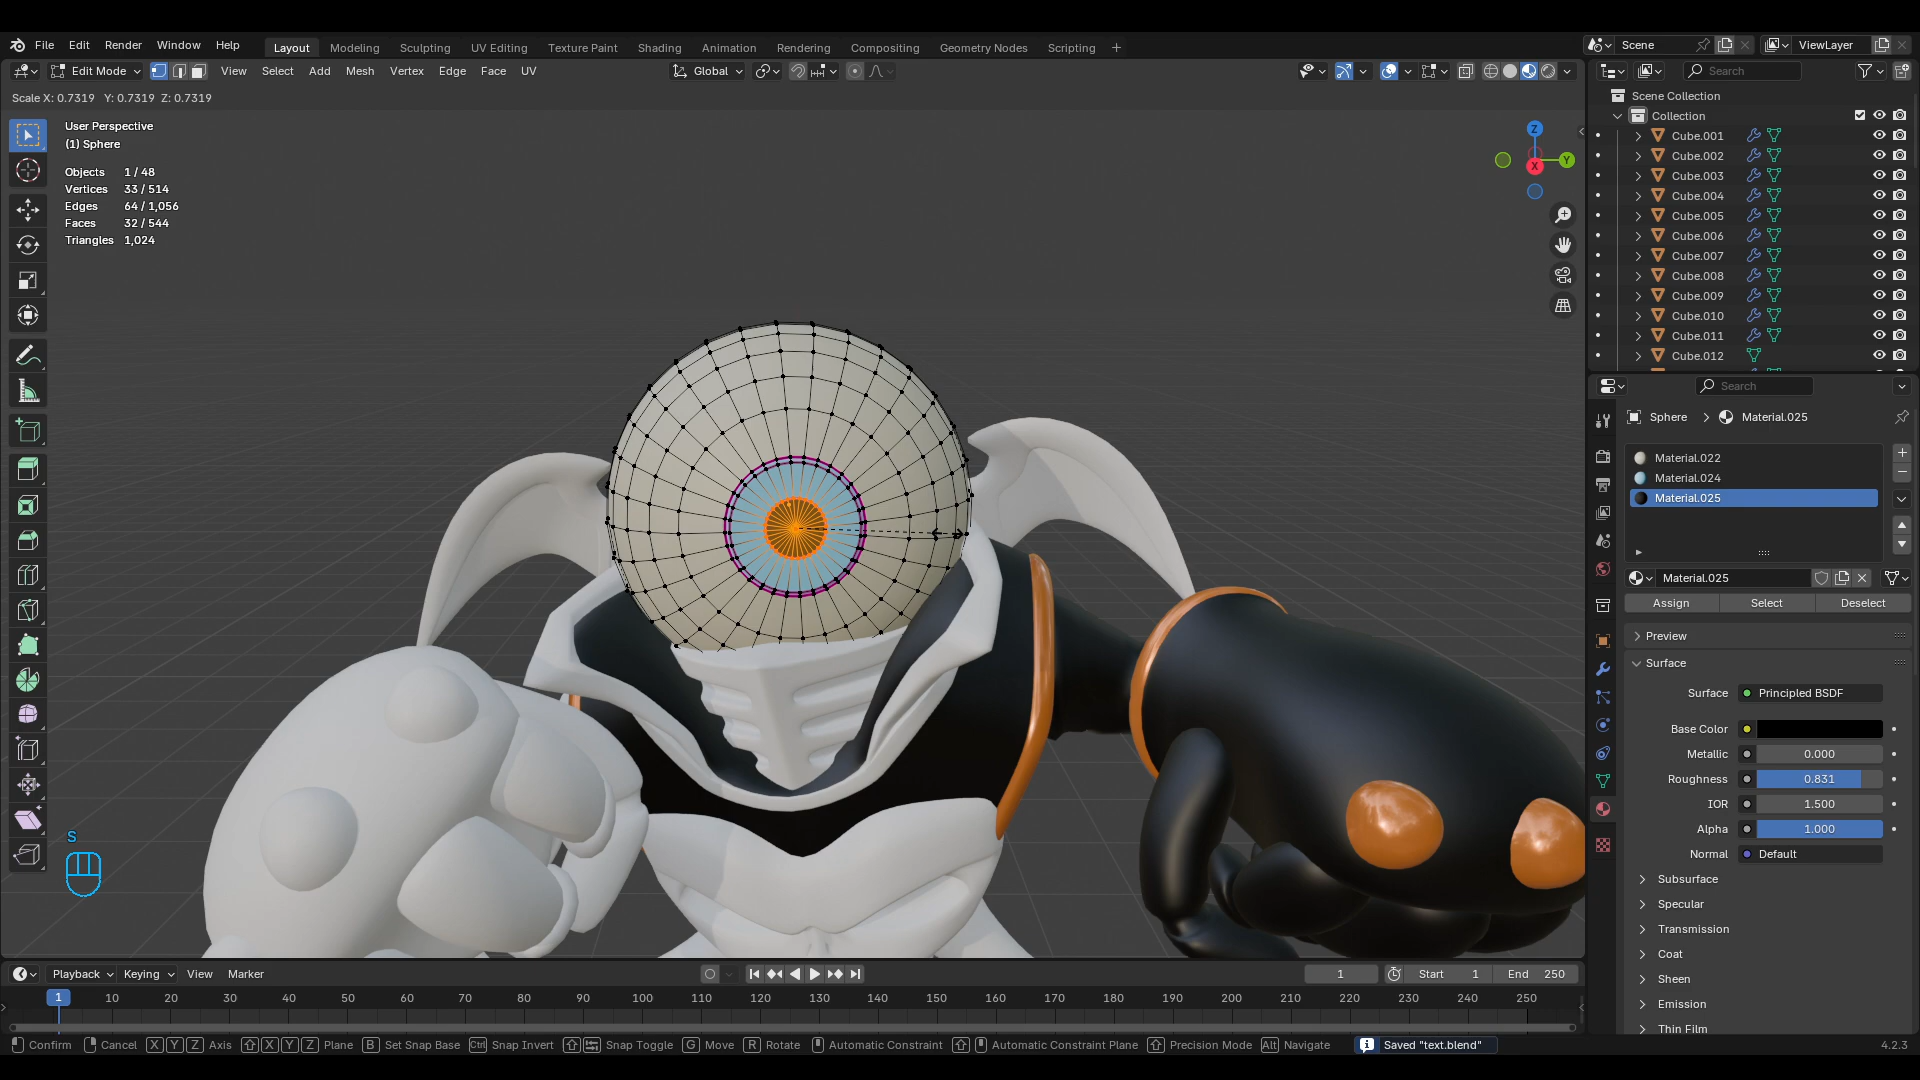 File Edit Render Window Help Layout Modeling Sculpting UV Editing Texture Paint Shading Animation Rendering Compositing Geometry Nodes Scripting + Scene ViewLayer
Edit Mode View Select Add Mesh Vertex Edge Face UV Global Search
Scale X: 0.7319 Y: 0.7319 Z: 0.7319
User Perspective
(1) Sphere
Objects 1 / 48
Vertices 33 / 514
Edges 64 / 1,056
Faces 32 / 544
Triangles 1,024
Z
Y
X
S
Scene Collection
Collection
Cube.001
Cube.002
Cube.003
Cube.004
Cube.005
Cube.006
Cube.007
Cube.008
Cube.009
Cube.010
Cube.011
Cube.012
Search
Sphere > Material.025
Material.022
Material.024
Material.025
Material.025
Assign Select Deselect
Preview
Surface
Surface Principled BSDF
Base Color
Metallic 0.000
Roughness 0.831
IOR 1.500
Alpha 1.000
Normal Default
Subsurface
Specular
Transmission
Coat
Sheen
Emission
Thin Film
Playback Keying View Marker 1 Start 1 End 250
1 10 20 30 40 50 60 70 80 90 100 110 120 130 140 150 160 170 180 190 200 210 220 230 240 250
Confirm Cancel X Y Z Axis X Y Z Plane B Set Snap Base Ctrl Snap Invert Snap Toggle G Move R Rotate Automatic Constraint Automatic Constraint Plane Precision Mode Alt Navigate Saved "text.blend" 4.2.3